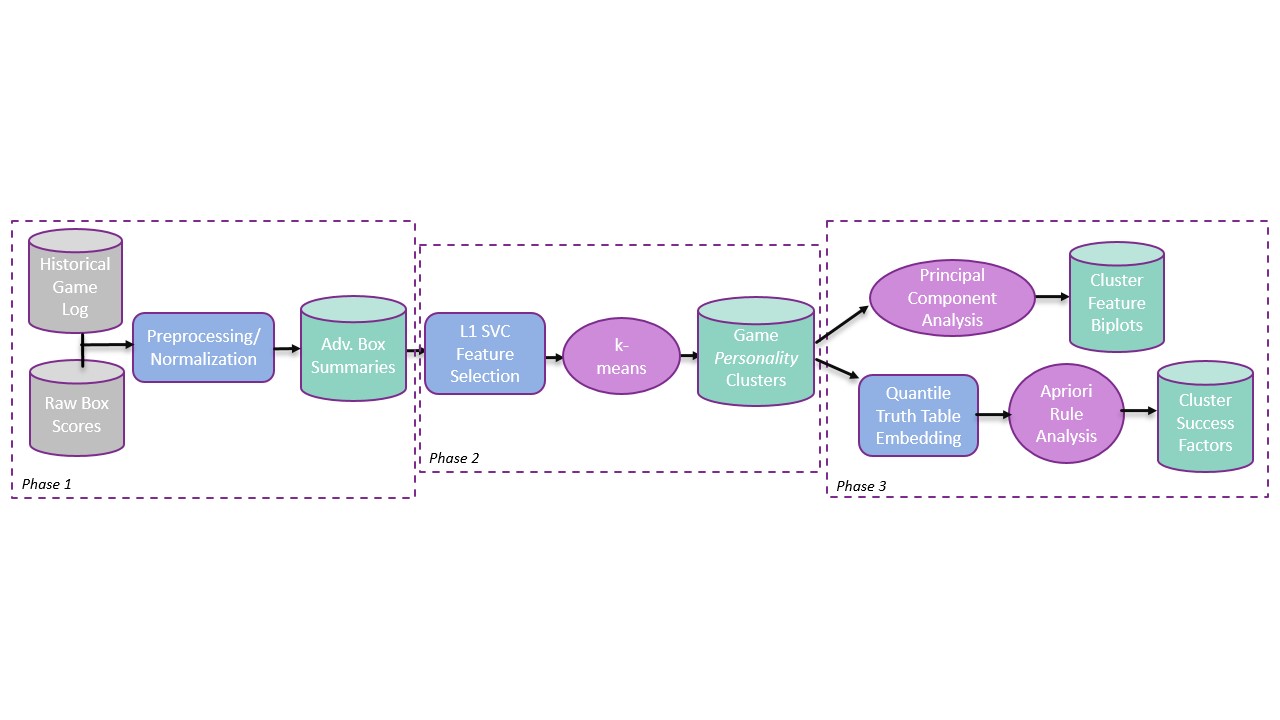 Historical
Game
Log
Raw Box
Scores
Preprocessing/
Normalization
Adv. Box
Summaries
Phase 1
L1 SVC
Feature
Selection
k-
means
Game
Personality
Clusters
Phase 2
Principal
Component
Analysis
Cluster
Feature
Biplots
Quantile
Truth Table
Embedding
Apriori
Rule
Analysis
Cluster
Success
Factors
Phase 3